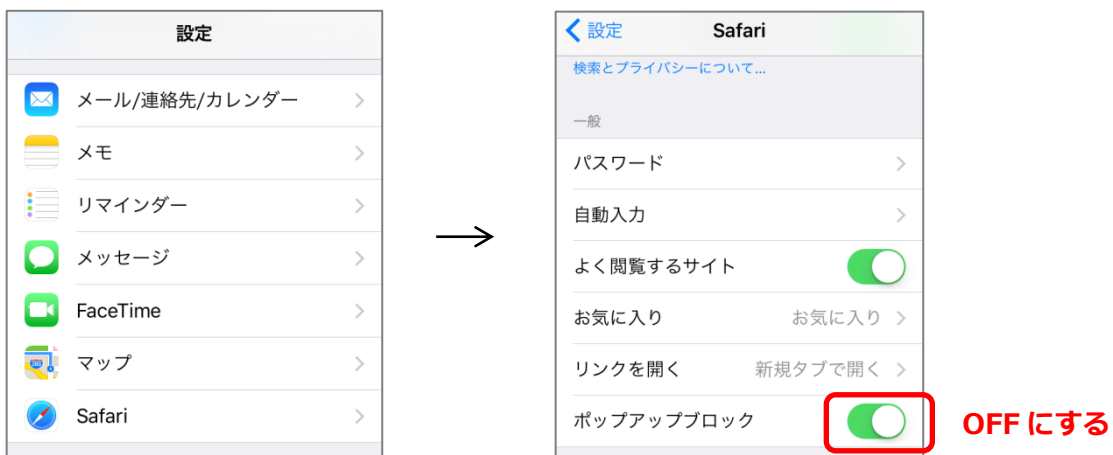 設定
メール/連絡先/カレンダー
メモ
リマインダー
メッセージ
FaceTime
マップ
Safari
設定 Safari
検索とプライバシーについて...
一般
パスワード
自動入力
よく閲覧するサイト
お気に入り お気に入り
リンクを開く 新規タブで開く
ポップアップブロック
OFFにする